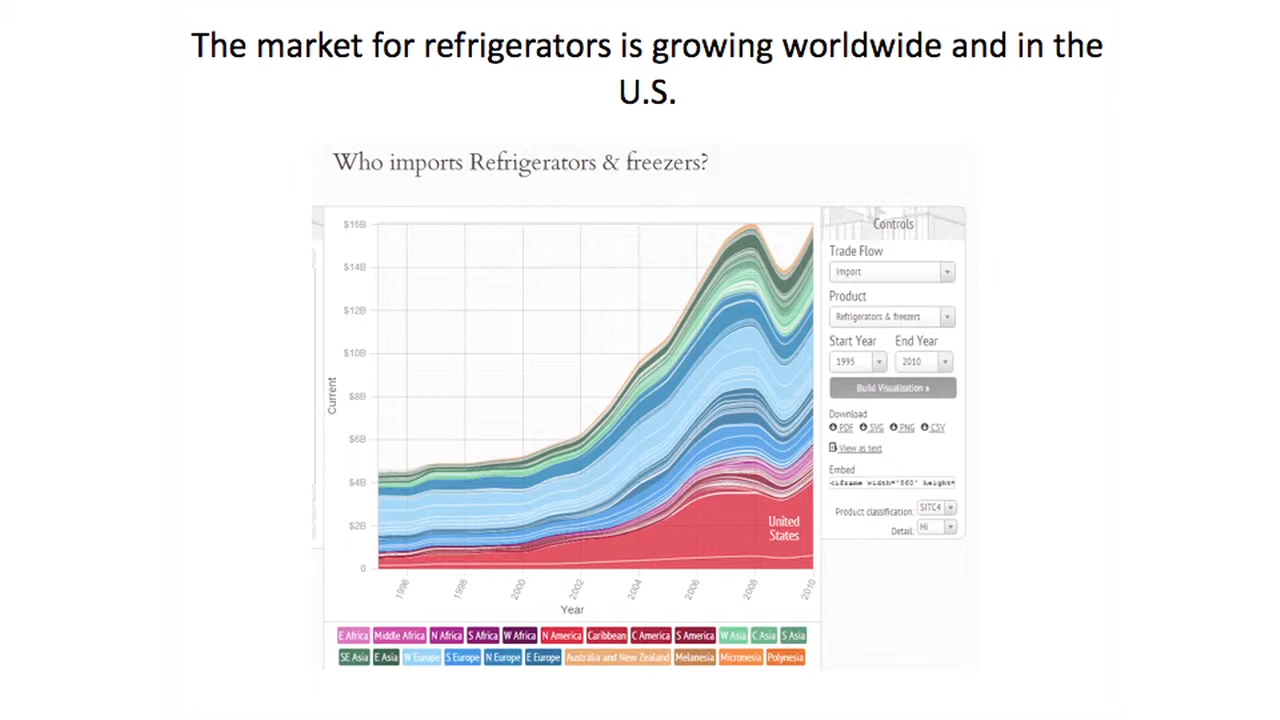 The market for refrigerators is growing worldwide and in the
U.S.
Who imports Refrigerators & freezers?
$16B
$14B
$12B
$10B
$8B
$6B
$4B
$2B
0
Current
1996
1998
2000
2002
2004
2006
2008
2010
Year
United
States
E Africa Middle Africa N Africa S Africa W Africa N America Caribbean C America S America W Asia C Asia S Asia
SE Asia E Asia W Europe S Europe N Europe E Europe Australia and New Zealand Melanesia Micronesia Polynesia
Controls
Trade Flow
Import
Product
Refrigerators & freezers
Start Year End Year
1995 2010
Build Visualization »
Download
PDF SVG PNG CSV
View as text
Embed
<iframe width='560' height=
Product classification: SITC4
Detail: Hi